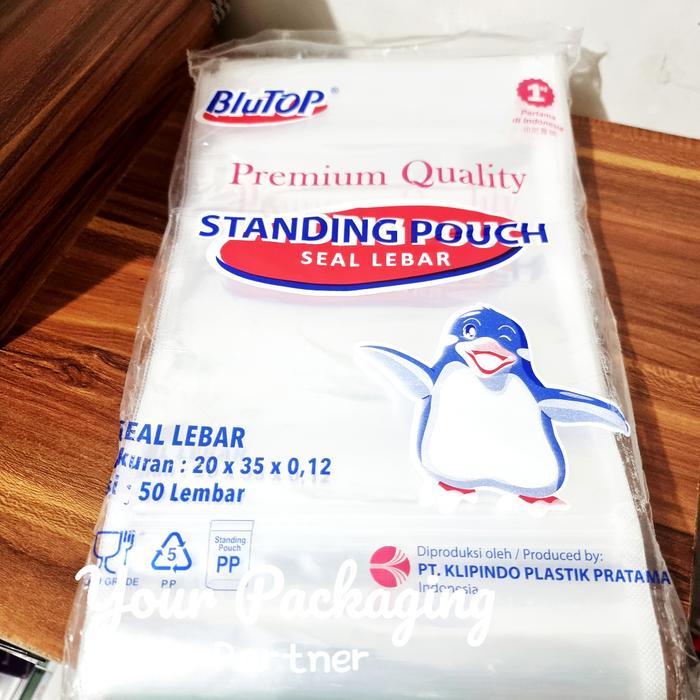 BluTOP®
1
Pertama
di Indonesia
Premium Quality
STANDING POUCH
SEAL LEBAR
SEAL LEBAR
kuran : 20 x 35 x 0,12
: 50 Lembar
5
PP
GRADE
Standing
Pouch
PP
Diproduksi oleh / Produced by:
PT. KLIPINDO PLASTIK PRATAMA
Indonesia
Your Packaging
Partner